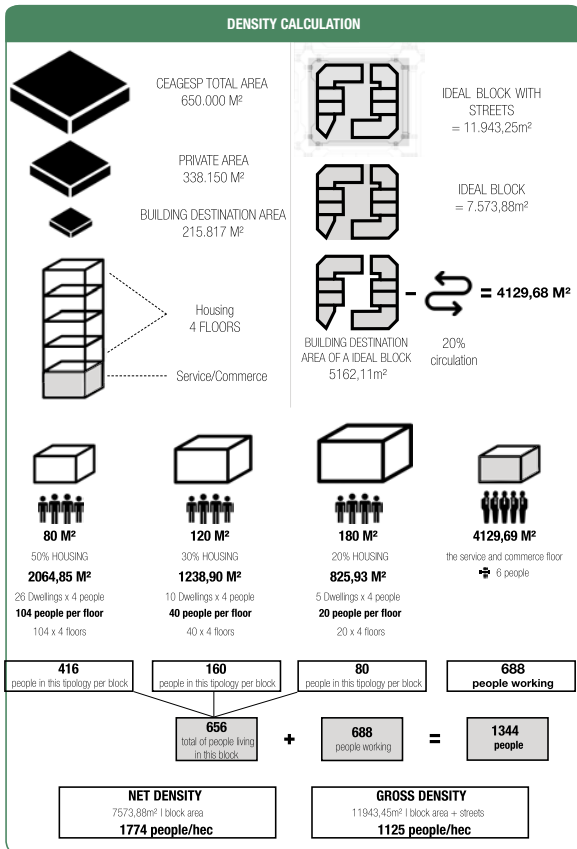 DENSITY CALCULATION
CEAGESP TOTAL AREA
650.000 M²
PRIVATE AREA
338.150 M²
BUILDING DESTINATION AREA
215.817 M²
Housing
4 FLOORS
Service/Commerce
IDEAL BLOCK WITH
STREETS
= 11.943,25m²
IDEAL BLOCK
= 7.573,88m²
= 4129,68 M²
BUILDING DESTINATION
AREA OF A IDEAL BLOCK
5162,11m²
20%
circulation
80 M²
50% HOUSING
2064,85 M²
26 Dwellings x 4 people
104 people per floor
104 x 4 floors
120 M²
30% HOUSING
1238,90 M²
10 Dwellings x 4 people
40 people per floor
40 x 4 floors
180 M²
20% HOUSING
825,93 M²
5 Dwellings x 4 people
20 people per floor
20 x 4 floors
4129,69 M²
the service and commerce floor
÷ 6 people
416
people in this tipology per block
160
people in this tipology per block
80
people in this tipology per block
688
people working
656
total of people living
in this block
+
688
people working
=
1344
people
NET DENSITY
7573,88m² | block area
1774 people/hec
GROSS DENSITY
11943,45m² | block area + streets
1125 people/hec